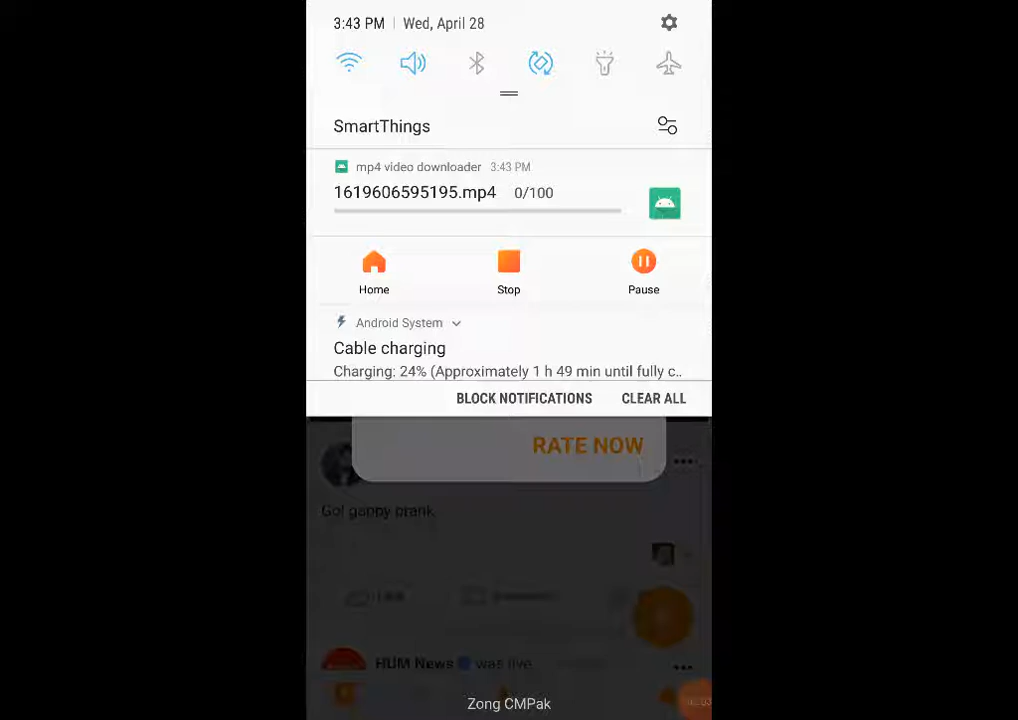 3:43 PM | Wed, April 28
SmartThings
mp4 video downloader 3:43 PM
1619606595195.mp4 0/100
Home Stop Pause
Android System
Cable charging
Charging: 24% (Approximately 1 h 49 min until fully c..
BLOCK NOTIFICATIONS CLEAR ALL
RATE NOW
Gol gappy prank
HUM News was live
Zong CMPak